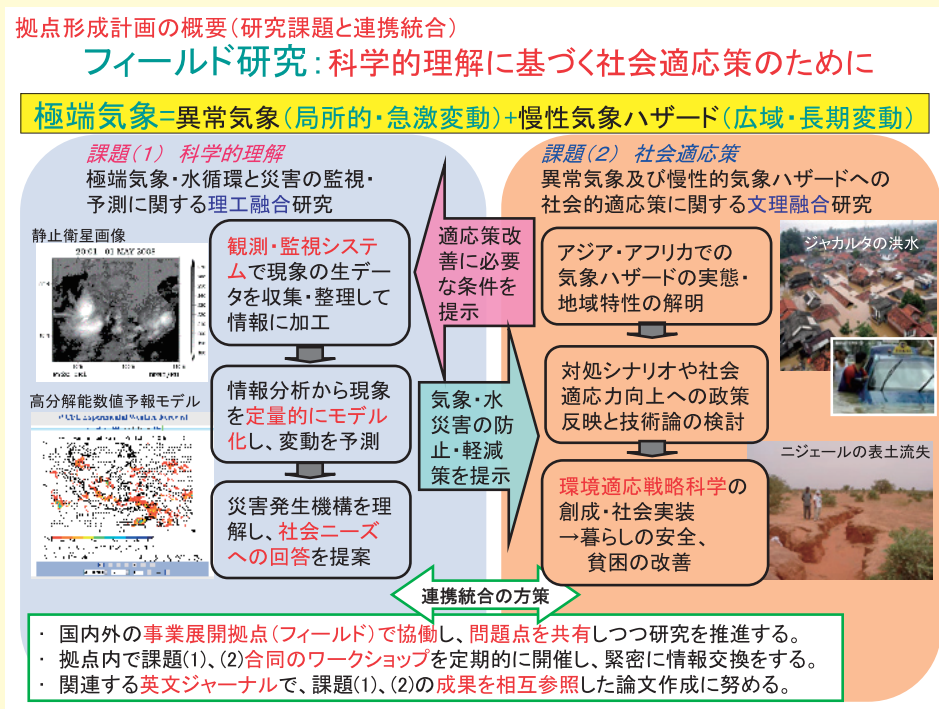 拠点形成計画の概要(研究課題と連携統合)
フィールド研究:科学的理解に基づく社会適応策のために
極端気象=異常気象(局所的・急激変動)+慢性気象ハザード(広域・長期変動)
課題(1) 科学的理解
極端気象・水循環と災害の監視・
予測に関する理工融合研究
静止衛星画像
20:01 01 MAY 2008
観測・監視システ
ムで現象の生デー
タを収集・整理して
情報に加工
高分解能数値予報モデル
情報分析から現象
を定量的にモデル
化し、変動を予測
災害発生機構を理
解し、社会ニーズ
への回答を提案
適応策改
善に必要
な条件を
提示
気象・水
災害の防
止・軽減
策を提示
課題(2) 社会適応策
異常気象及び慢性的気象ハザードへの
社会的適応策に関する文理融合研究
アジア・アフリカでの
気象ハザードの実態・
地域特性の解明
ジャカルタの洪水
対処シナリオや社会
適応力向上への政策
反映と技術論の検討
ニジェールの表土流失
環境適応戦略科学の
創成・社会実装
→暮らしの安全、
貧困の改善
連携統合の方策
・ 国内外の事業展開拠点(フィールド)で協働し、問題点を共有しつつ研究を推進する。
・ 拠点内で課題(1)、(2)合同のワークショップを定期的に開催し、緊密に情報交換をする。
・ 関連する英文ジャーナルで、課題(1)、(2)の成果を相互参照した論文作成に努める。